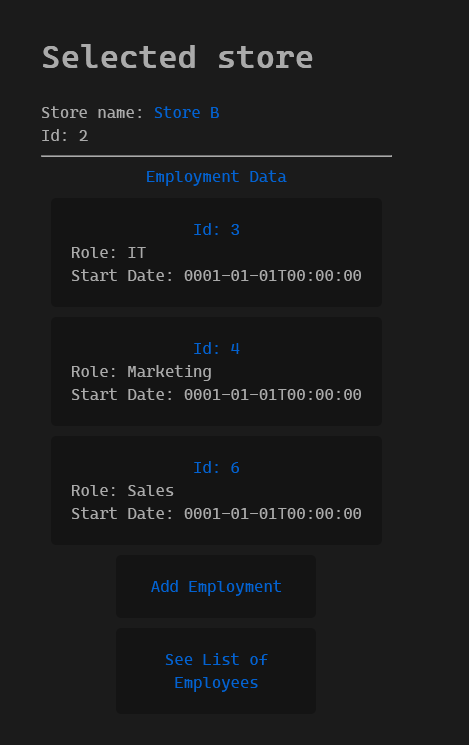 Selected store
Store name: Store B
Id: 2
Employment Data
Id: 3
Role: IT
Start Date: 0001-01-01T00:00:00
Id: 4
Role: Marketing
Start Date: 0001-01-01T00:00:00
Id: 6
Role: Sales
Start Date: 0001-01-01T00:00:00
Add Employment
See List of
Employees